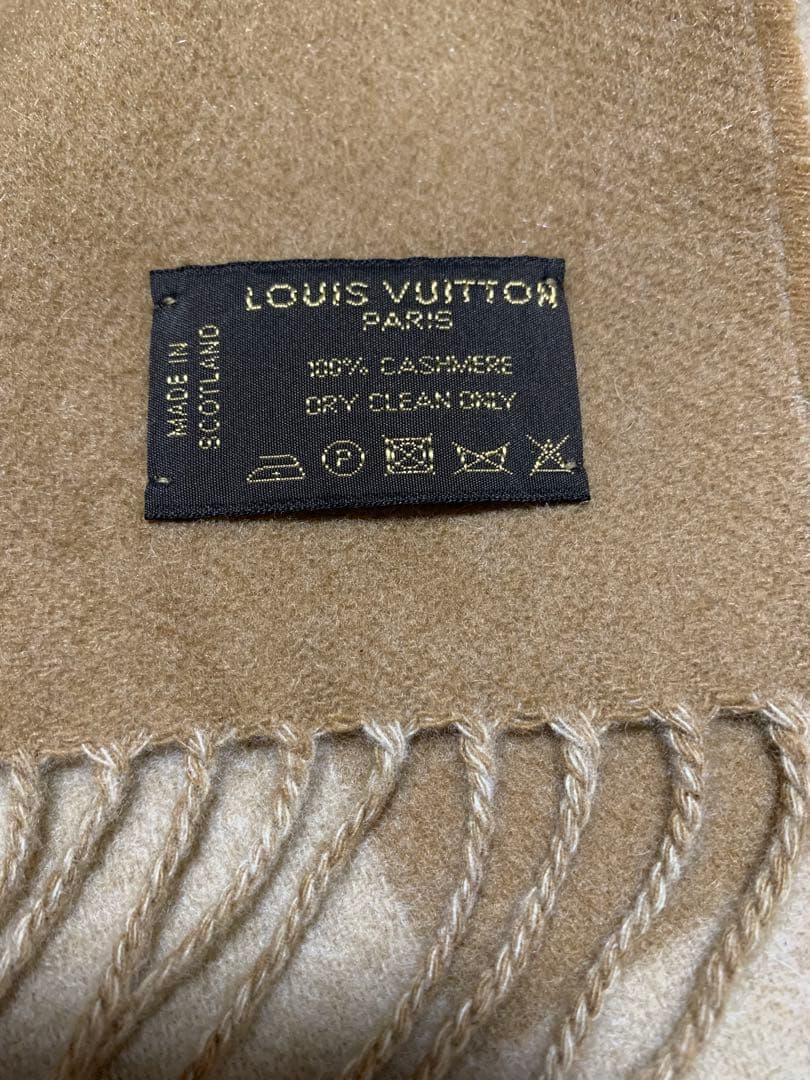 LOUIS VUITTON
PARIS
100% CASHMERE
DRY CLEAN ONLY
P
MADE IN
SCOTLAND